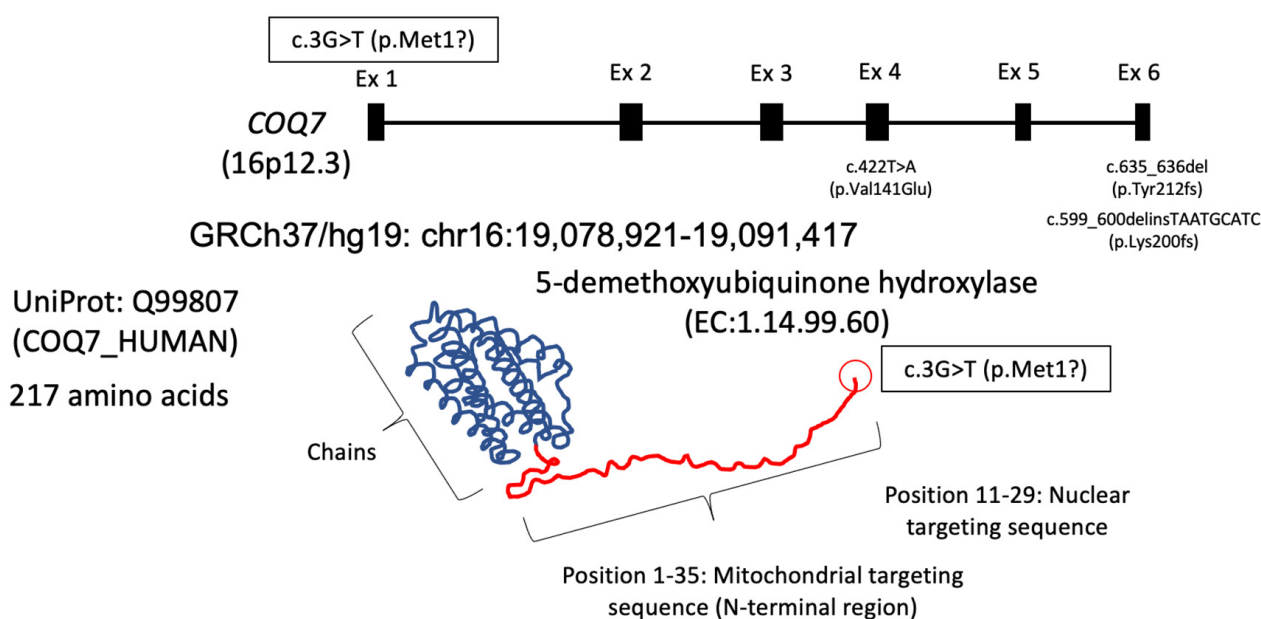 c.3G>T (p.Met1?)
Ex 1
Ex 2
Ex 3
Ex 4
Ex 5
Ex 6
COQ7
(16p12.3)
c.422T>A
(p.Val141Glu)
c.635_636del
(p.Tyr212fs)
c.599_600delinsTAATGCATC
(p.Lys200fs)
GRCh37/hg19: chr16:19,078,921-19,091,417
UniProt: Q99807
(COQ7_HUMAN)
217 amino acids
5-demethoxyubiquinone hydroxylase
(EC:1.14.99.60)
c.3G>T (p.Met1?)
Chains
Position 11-29: Nuclear
targeting sequence
Position 1-35: Mitochondrial targeting
sequence (N-terminal region)